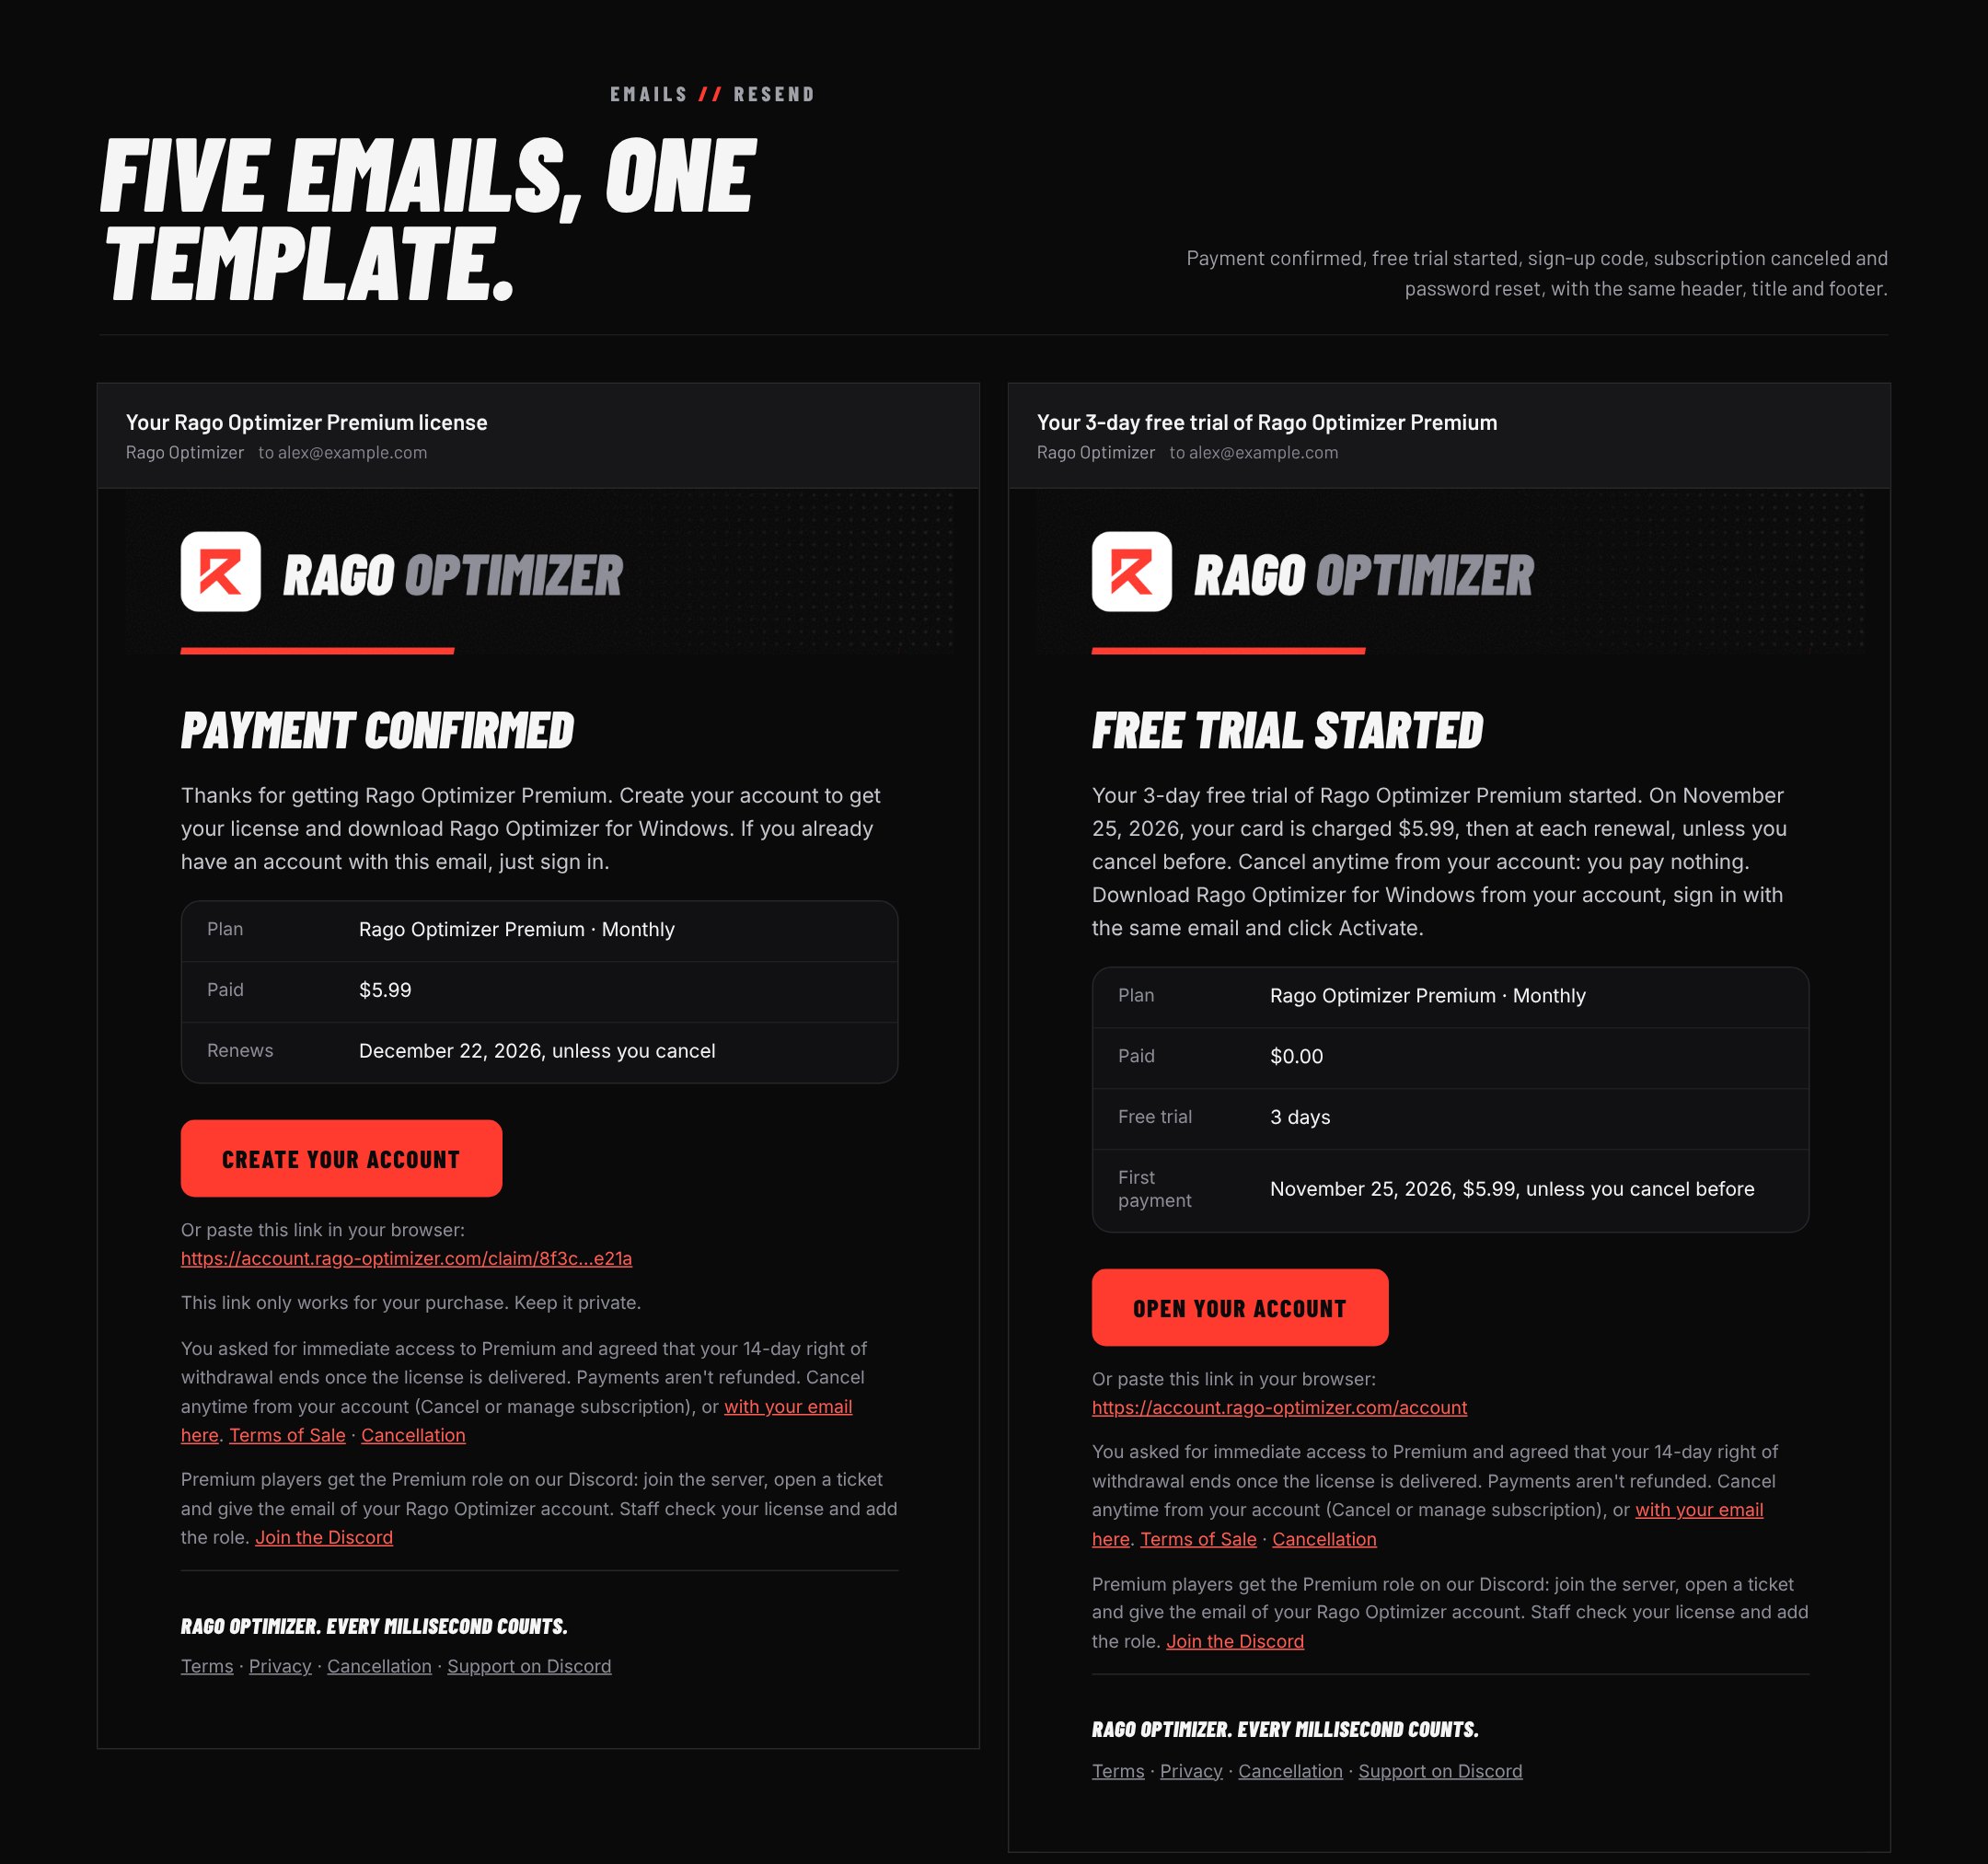 EMAILS // RESEND
FIVE EMAILS, ONE
TEMPLATE.
Payment confirmed, free trial started, sign-up code, subscription canceled and
password reset, with the same header, title and footer.
Your Rago Optimizer Premium license
Rago Optimizer to alex@example.com
RAGO OPTIMIZER
PAYMENT CONFIRMED
Thanks for getting Rago Optimizer Premium. Create your account to get
your license and download Rago Optimizer for Windows. If you already
have an account with this email, just sign in.
Plan Rago Optimizer Premium · Monthly
Paid $5.99
Renews December 22, 2026, unless you cancel
CREATE YOUR ACCOUNT
Or paste this link in your browser:
https://account.rago-optimizer.com/claim/8f3c...e21a
This link only works for your purchase. Keep it private.
You asked for immediate access to Premium and agreed that your 14-day right of
withdrawal ends once the license is delivered. Payments aren't refunded. Cancel
anytime from your account (Cancel or manage subscription), or with your email
here. Terms of Sale · Cancellation
Premium players get the Premium role on our Discord: join the server, open a ticket
and give the email of your Rago Optimizer account. Staff check your license and add
the role. Join the Discord
RAGO OPTIMIZER. EVERY MILLISECOND COUNTS.
Terms · Privacy · Cancellation · Support on Discord
Your 3-day free trial of Rago Optimizer Premium
Rago Optimizer to alex@example.com
RAGO OPTIMIZER
FREE TRIAL STARTED
Your 3-day free trial of Rago Optimizer Premium started. On November
25, 2026, your card is charged $5.99, then at each renewal, unless you
cancel before. Cancel anytime from your account: you pay nothing.
Download Rago Optimizer for Windows from your account, sign in with
the same email and click Activate.
Plan Rago Optimizer Premium · Monthly
Paid $0.00
Free trial 3 days
First
payment November 25, 2026, $5.99, unless you cancel before
OPEN YOUR ACCOUNT
Or paste this link in your browser:
https://account.rago-optimizer.com/account
You asked for immediate access to Premium and agreed that your 14-day right of
withdrawal ends once the license is delivered. Payments aren't refunded. Cancel
anytime from your account (Cancel or manage subscription), or with your email
here. Terms of Sale · Cancellation
Premium players get the Premium role on our Discord: join the server, open a ticket
and give the email of your Rago Optimizer account. Staff check your license and add
the role. Join the Discord
RAGO OPTIMIZER. EVERY MILLISECOND COUNTS.
Terms · Privacy · Cancellation · Support on Discord